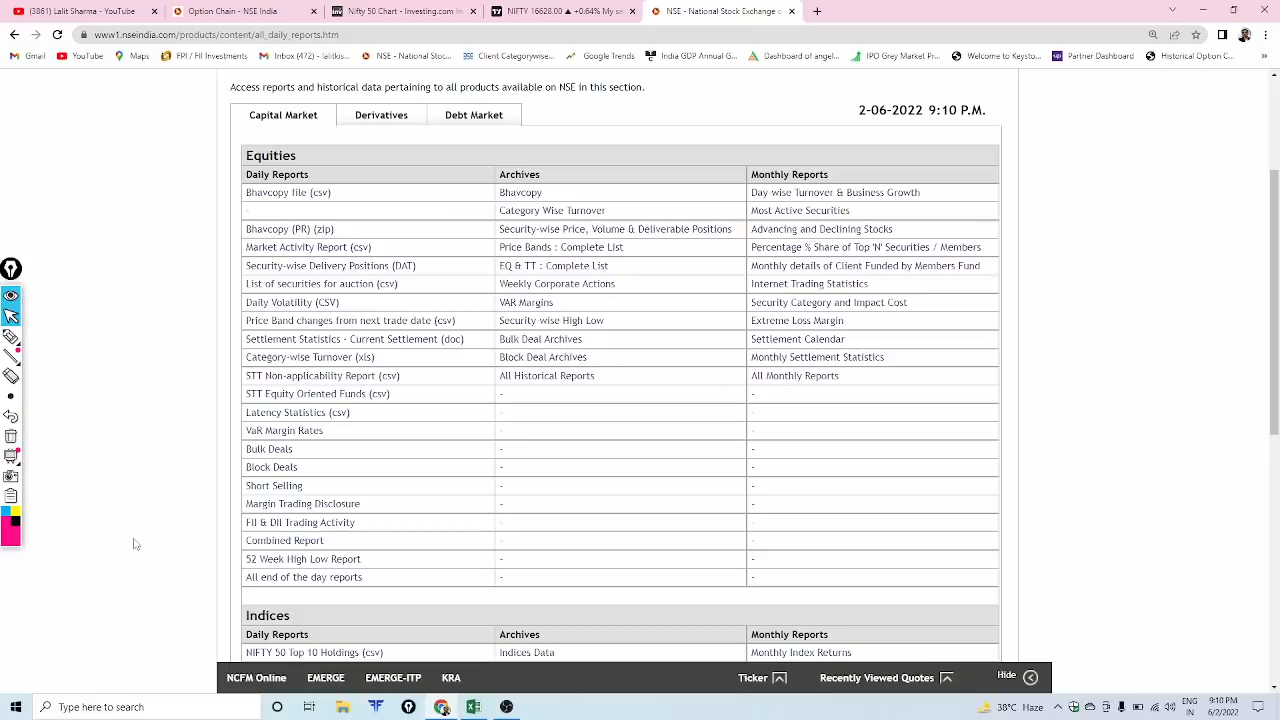 (3861) Lalit Sharma - YouTube
Option Chain - NSE India
Nifty 50 Chart - Investing.com In
NIFTY 16628.00 ▲ +0.64% My se
NSE - National Stock Exchange o
www1.nseindia.com/products/content/all_daily_reports.htm
Gmail
YouTube
Maps
FPI / FII Investments
Inbox (472) - lalitdis...
NSE - National Stoc...
Client Categorywise...
Google Trends
India GDP Annual G...
Dashboard of angel...
IPO Grey Market Pr...
Welcome to Keysto...
Partner Dashboard
Historical Option C...
Access reports and historical data pertaining to all products available on NSE in this section.
Capital Market
Derivatives
Debt Market
2-06-2022 9:10 P.M.
Equities
Daily Reports Archives Monthly Reports
Bhavcopy file (csv) Bhavcopy Day-wise Turnover & Business Growth
- Category Wise Turnover Most Active Securities
Bhavcopy (PR) (zip) Security-wise Price, Volume & Deliverable Positions Advancing and Declining Stocks
Market Activity Report (csv) Price Bands : Complete List Percentage % Share of Top 'N' Securities / Members
Security-wise Delivery Positions (DAT) EQ & TT : Complete List Monthly details of Client Funded by Members Fund
List of securities for auction (csv) Weekly Corporate Actions Internet Trading Statistics
Daily Volatility (CSV) VAR Margins Security Category and Impact Cost
Price Band changes from next trade date (csv) Security-wise High Low Extreme Loss Margin
Settlement Statistics - Current Settlement (doc) Bulk Deal Archives Settlement Calendar
Category-wise Turnover (xls) Block Deal Archives Monthly Settlement Statistics
STT Non-applicability Report (csv) All Historical Reports All Monthly Reports
STT Equity Oriented Funds (csv) - -
Latency Statistics (csv) - -
VaR Margin Rates - -
Bulk Deals - -
Block Deals - -
Short Selling - -
Margin Trading Disclosure - -
FII & DII Trading Activity - -
Combined Report - -
52 Week High Low Report - -
All end of the day reports - -
Indices
Daily Reports Archives Monthly Reports
NIFTY 50 Top 10 Holdings (csv) Indices Data Monthly Index Returns
NCFM Online EMERGE EMERGE-ITP KRA Ticker Recently Viewed Quotes Hide
Type here to search
38°C Haze
ENG
IN
9:10 PM
6/2/2022